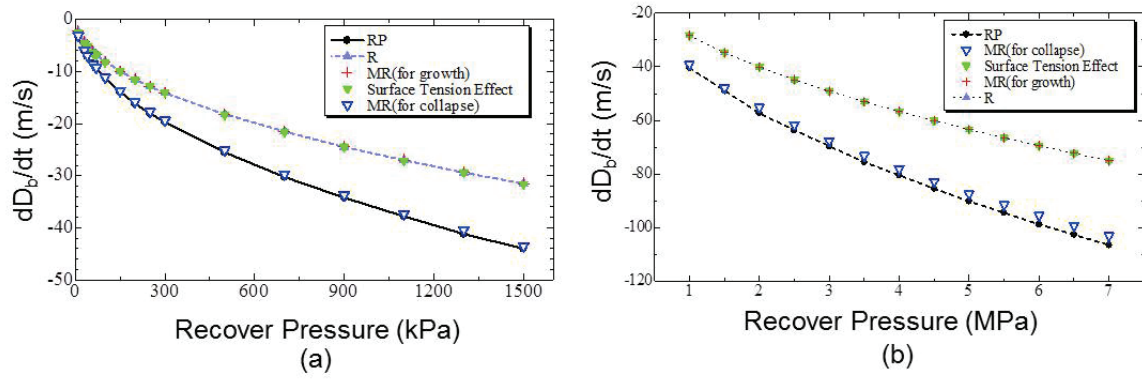 0
-10
-20
-30
-40
-50
dD_b/dt (m/s)
RP
R
MR(for growth)
Surface Tension Effect
MR(for collapse)
0 300 600 900 1200 1500
Recover Pressure (kPa)
(a)
-20
-40
-60
-80
-100
-120
dD_b/dt (m/s)
RP
MR(for collapse)
Surface Tension Effect
MR(for growth)
R
1 2 3 4 5 6 7
Recover Pressure (MPa)
(b)